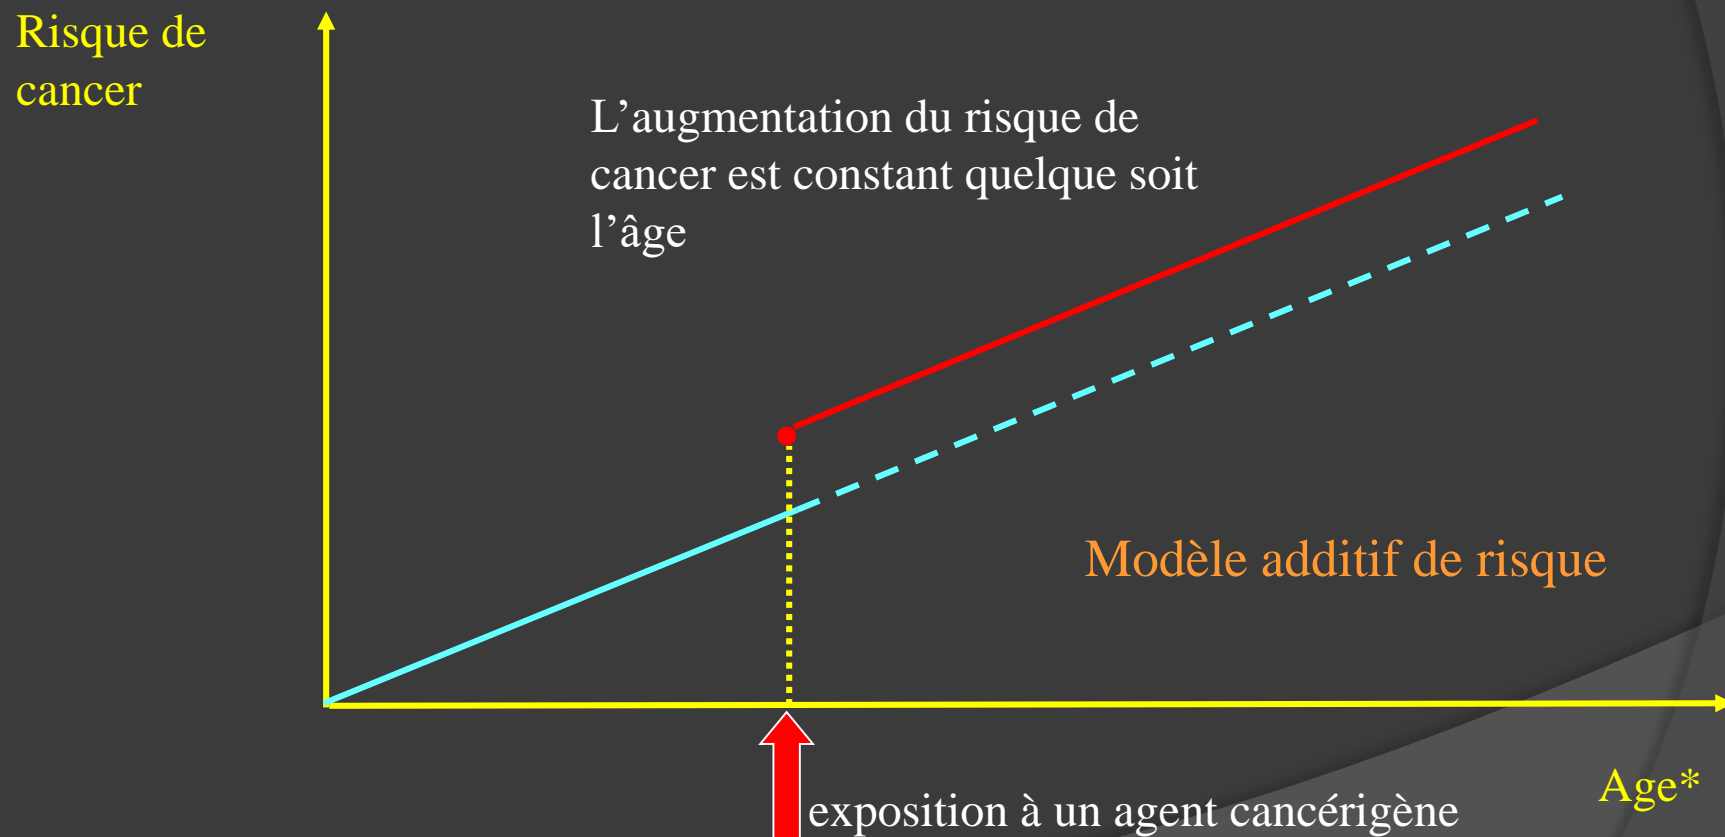 Risque de
cancer
L’augmentation du risque de
cancer est constant quelque soit
l’âge
Modèle additif de risque
Age*
exposition à un agent cancérigène